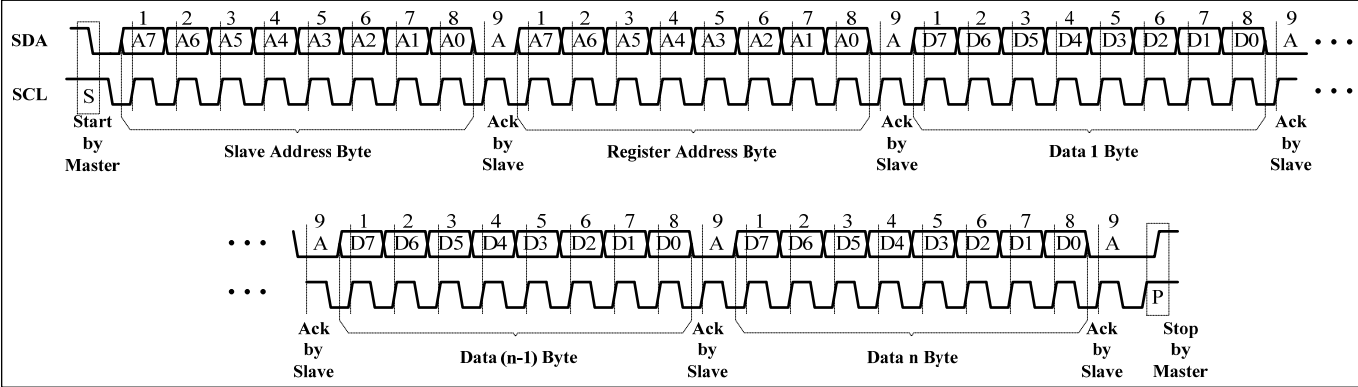 1 2 3 4 5 6 7 8 9 1 2 3 4 5 6 7 8 9 1 2 3 4 5 6 7 8 9
SDA A7 A6 A5 A4 A3 A2 A1 A0 A A7 A6 A5 A4 A3 A2 A1 A0 A D7 D6 D5 D4 D3 D2 D1 D0 A • • •
SCL S • • •
Start by Master
Slave Address Byte
Ack by Slave
Register Address Byte
Ack by Slave
Data 1 Byte
Ack by Slave
9 1 2 3 4 5 6 7 8 9 1 2 3 4 5 6 7 8 9
• • • A D7 D6 D5 D4 D3 D2 D1 D0 A D7 D6 D5 D4 D3 D2 D1 D0 A
• • • P
Ack by Slave
Data (n-1) Byte
Ack by Slave
Data n Byte
Ack by Slave
Stop by Master